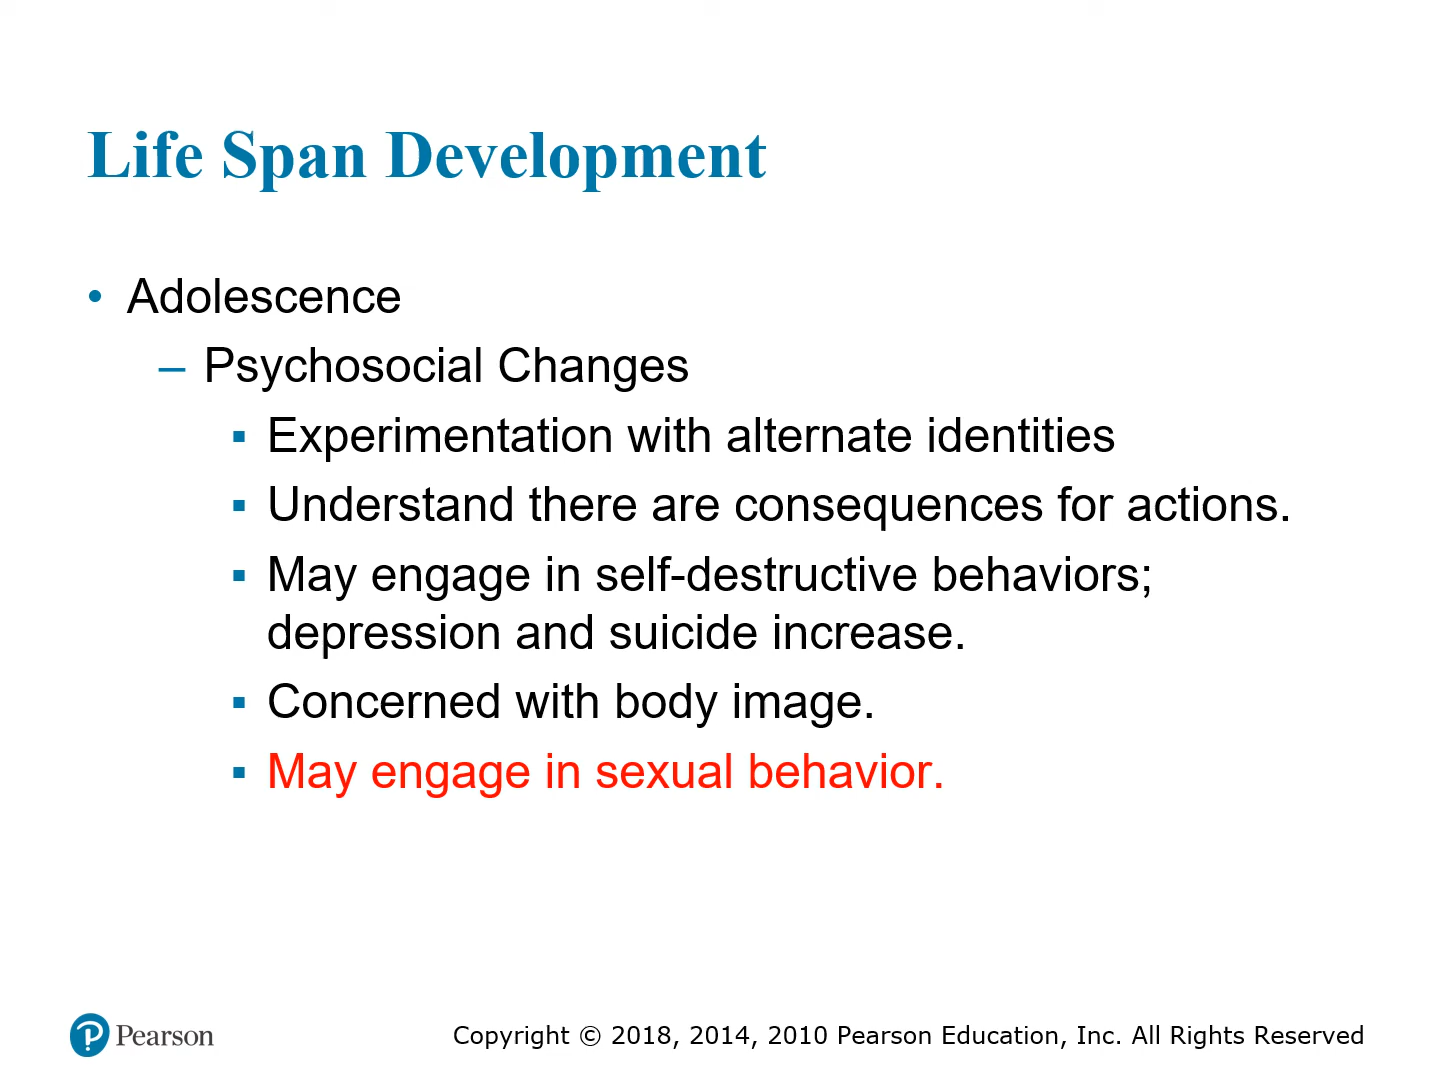 Life Span Development
• Adolescence
– Psychosocial Changes
▪ Experimentation with alternate identities
▪ Understand there are consequences for actions.
▪ May engage in self-destructive behaviors;
depression and suicide increase.
▪ Concerned with body image.
▪ May engage in sexual behavior.
Pearson
Copyright © 2018, 2014, 2010 Pearson Education, Inc. All Rights Reserved